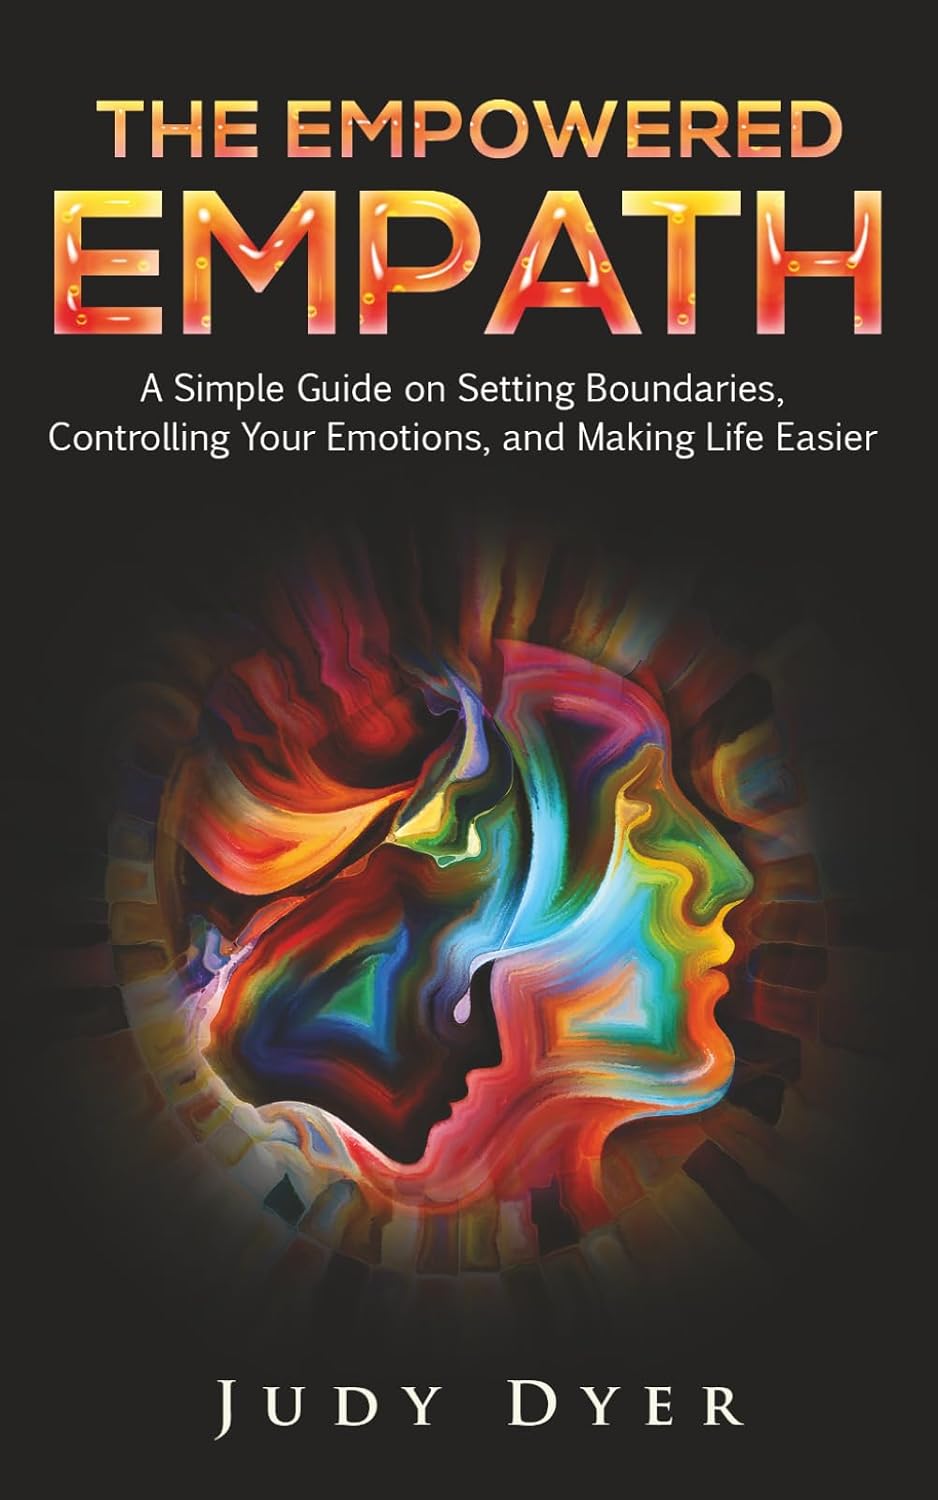 THE EMPOWERED
EMPATH
A Simple Guide on Setting Boundaries,
Controlling Your Emotions, and Making Life Easier
JUDY DYER